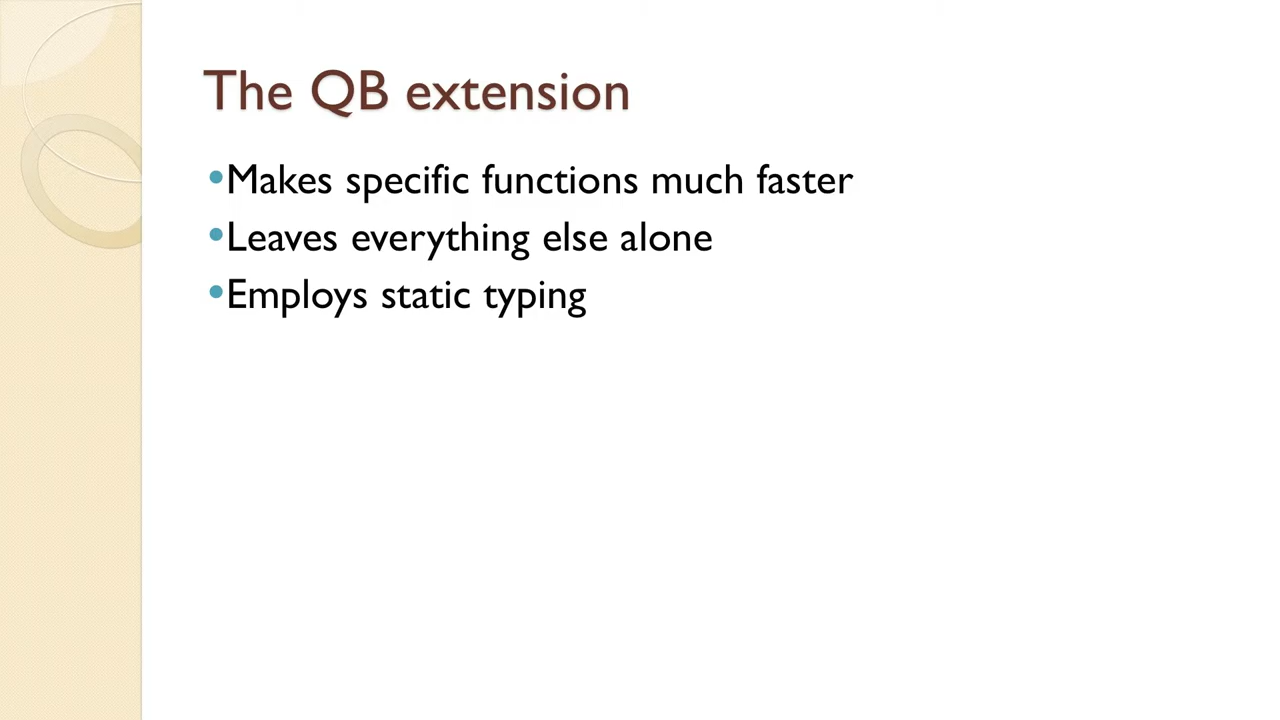 The QB extension
•Makes specific functions much faster
•Leaves everything else alone
•Employs static typing